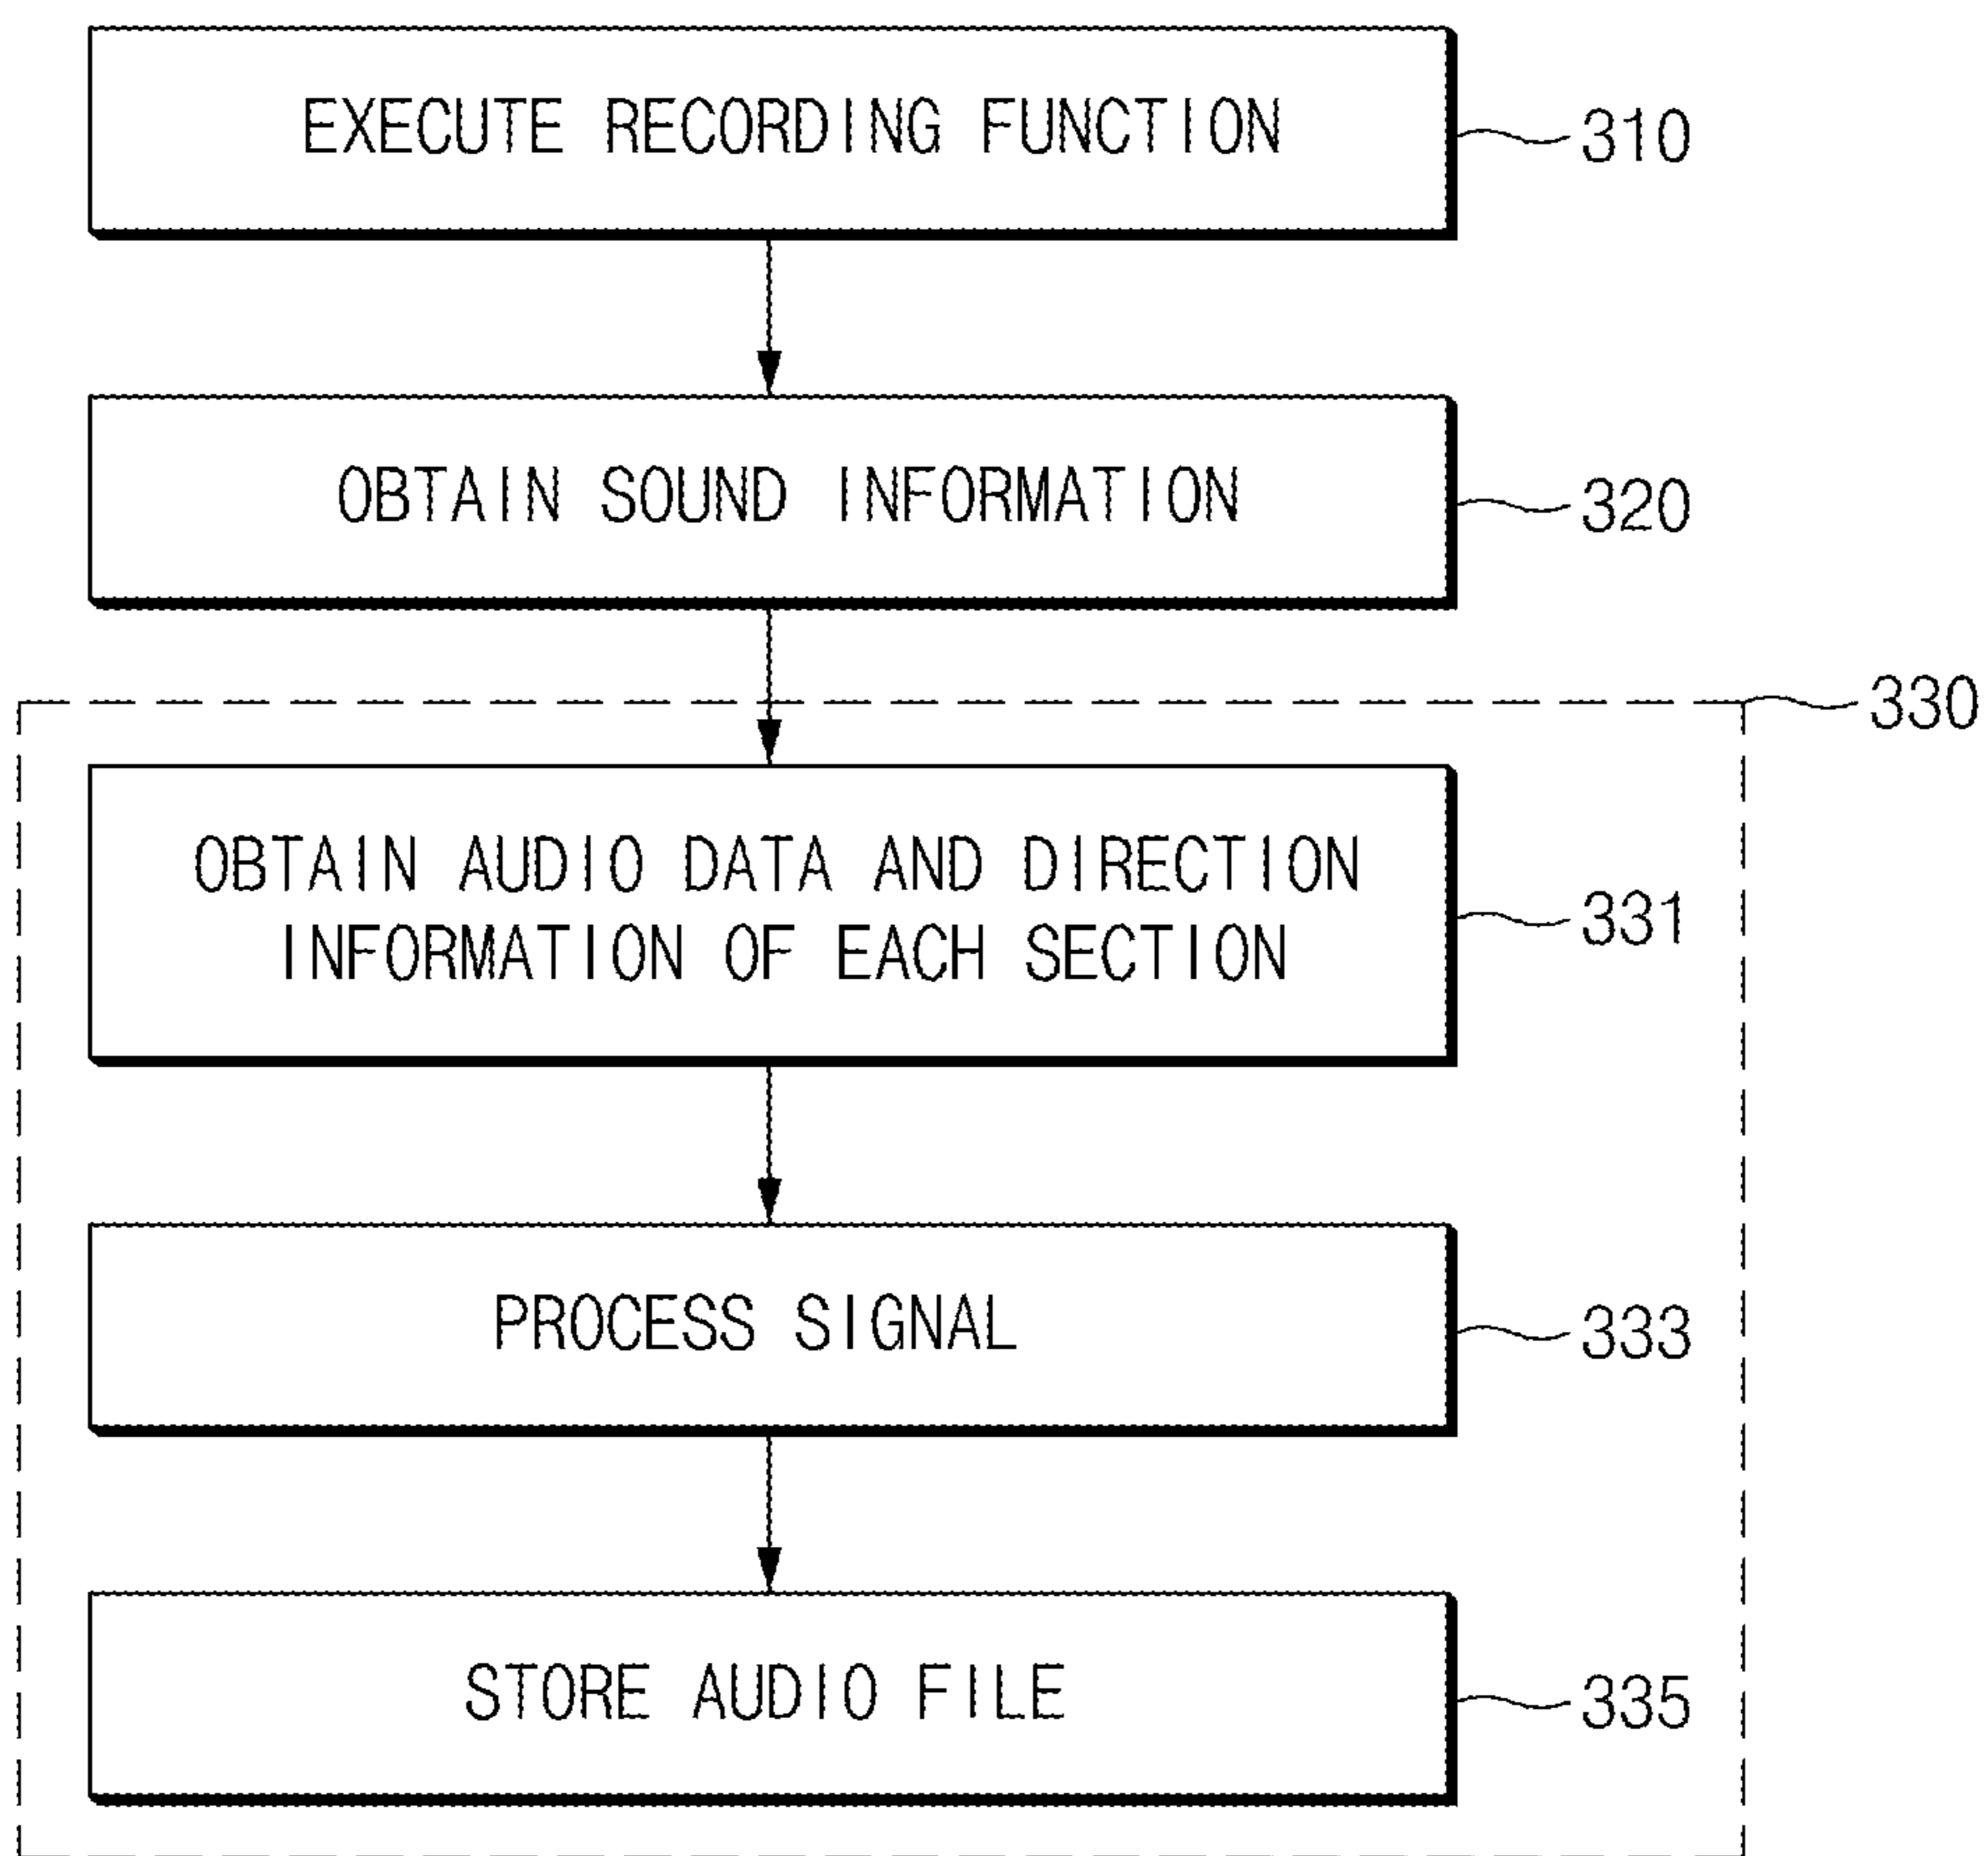 EXECUTE RECORDING FUNCTION
310
OBTAIN SOUND INFORMATION
320
330
OBTAIN AUDIO DATA AND DIRECTION
INFORMATION OF EACH SECTION
331
PROCESS SIGNAL
333
STORE AUDIO FILE
335